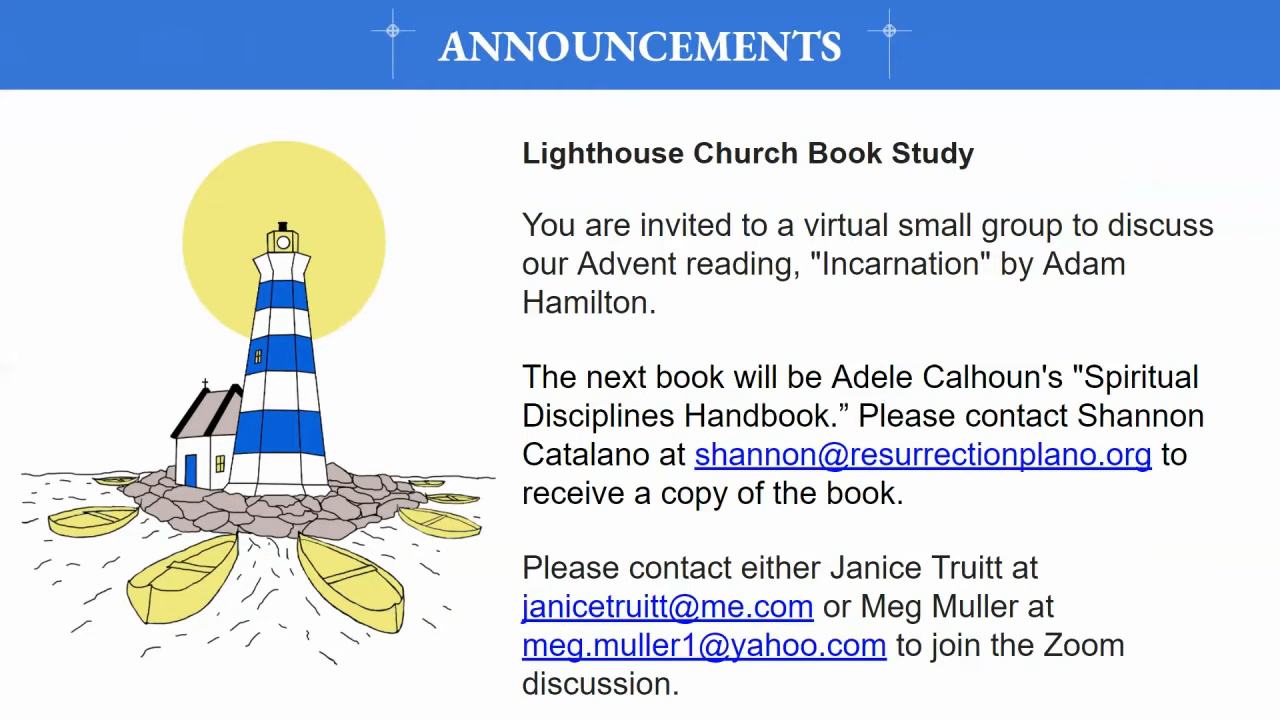 ANNOUNCEMENTS
Lighthouse Church Book Study
You are invited to a virtual small group to discuss
our Advent reading, "Incarnation" by Adam
Hamilton.
The next book will be Adele Calhoun's "Spiritual
Disciplines Handbook.” Please contact Shannon
Catalano at shannon@resurrectionplano.org to
receive a copy of the book.
Please contact either Janice Truitt at
janicetruitt@me.com or Meg Muller at
meg.muller1@yahoo.com to join the Zoom
discussion.